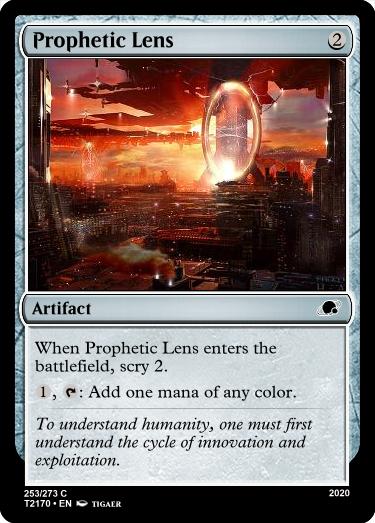 Prophetic Lens 2
Artifact
When Prophetic Lens enters the
battlefield, scry 2.
1, : Add one mana of any color.
To understand humanity, one must first
understand the cycle of innovation and
exploitation.
253/273 C 2020
T2170 • EN TIGAER